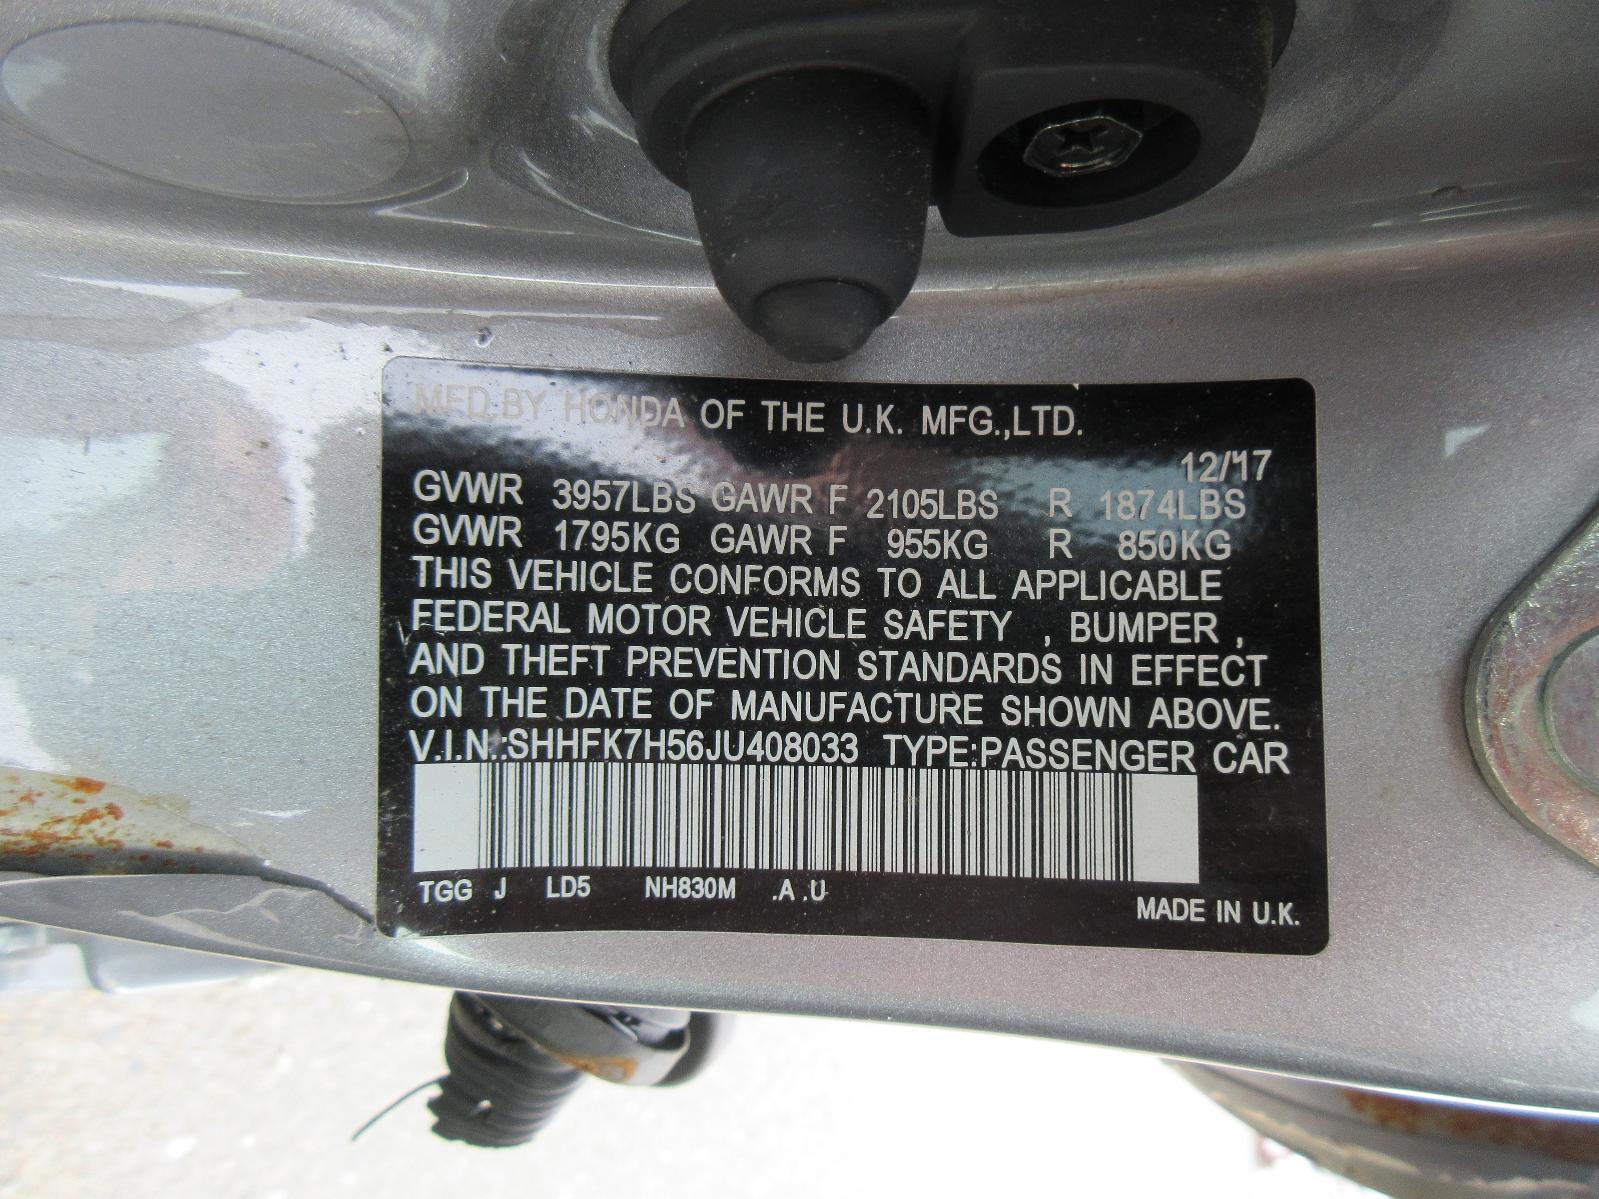 MFD.BY HONDA OF THE U.K. MFG.,LTD.
12/17
GVWR 3957LBS GAWR F 2105LBS R 1874LBS
GVWR 1795KG GAWR F 955KG R 850KG
THIS VEHICLE CONFORMS TO ALL APPLICABLE
FEDERAL MOTOR VEHICLE SAFETY , BUMPER ,
AND THEFT PREVENTION STANDARDS IN EFFECT
ON THE DATE OF MANUFACTURE SHOWN ABOVE.
V.I.N.:SHHFK7H56JU408033 TYPE:PASSENGER CAR
TGG J LD5 NH830M .A .U
MADE IN U.K.